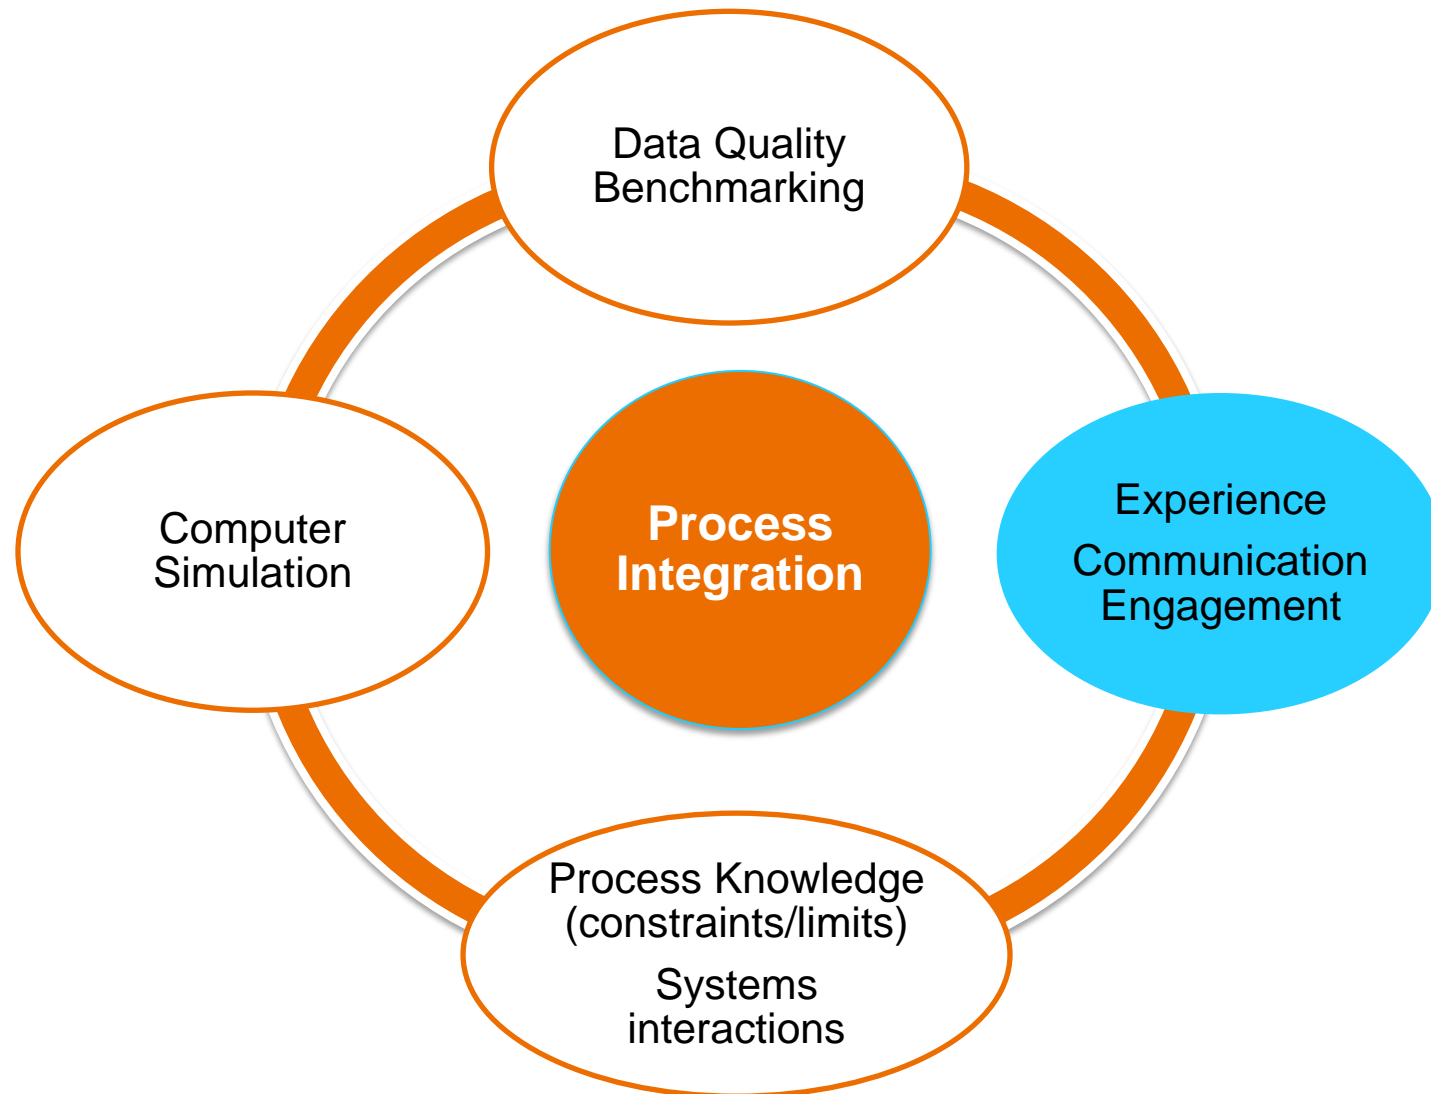 Data Quality
Benchmarking
Computer
Simulation
Process
Integration
Experience
Communication
Engagement
Process Knowledge
(constraints/limits)
Systems
interactions